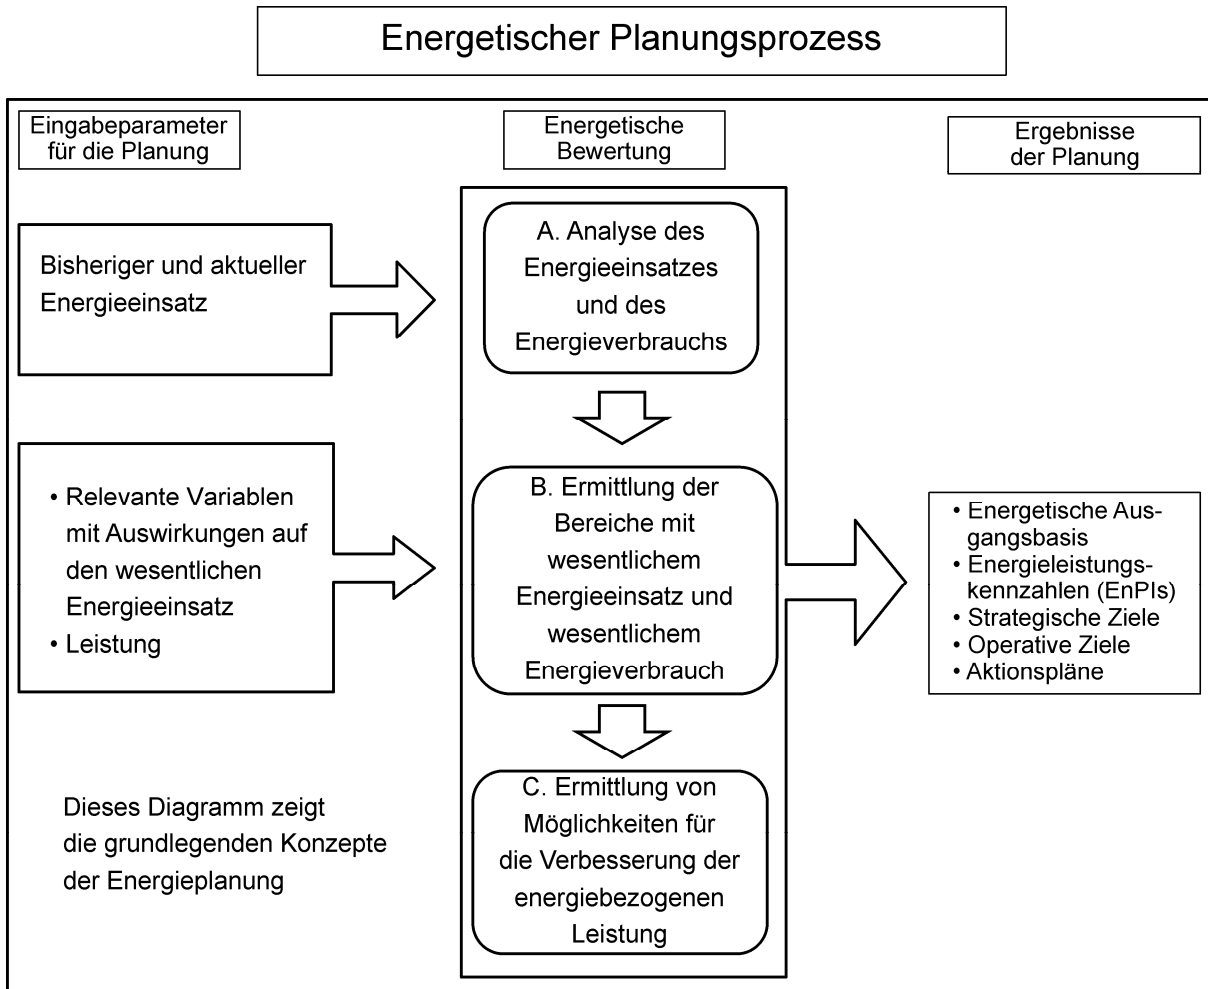 Energetischer Planungsprozess
Eingabeparameter
für die Planung
Energetische
Bewertung
Ergebnisse
der Planung
Bisheriger und aktueller
Energieeinsatz
A. Analyse des
Energieeinsatzes
und des
Energieverbrauchs
• Relevante Variablen
mit Auswirkungen auf
den wesentlichen
Energieeinsatz
• Leistung
B. Ermittlung der
Bereiche mit
wesentlichem
Energieeinsatz und
wesentlichem
Energieverbrauch
• Energetische Aus-
gangsbasis
• Energieleistungs-
kennzahlen (EnPIs)
• Strategische Ziele
• Operative Ziele
• Aktionspläne
Dieses Diagramm zeigt
die grundlegenden Konzepte
der Energieplanung
C. Ermittlung von
Möglichkeiten für
die Verbesserung der
energiebezogenen
Leistung